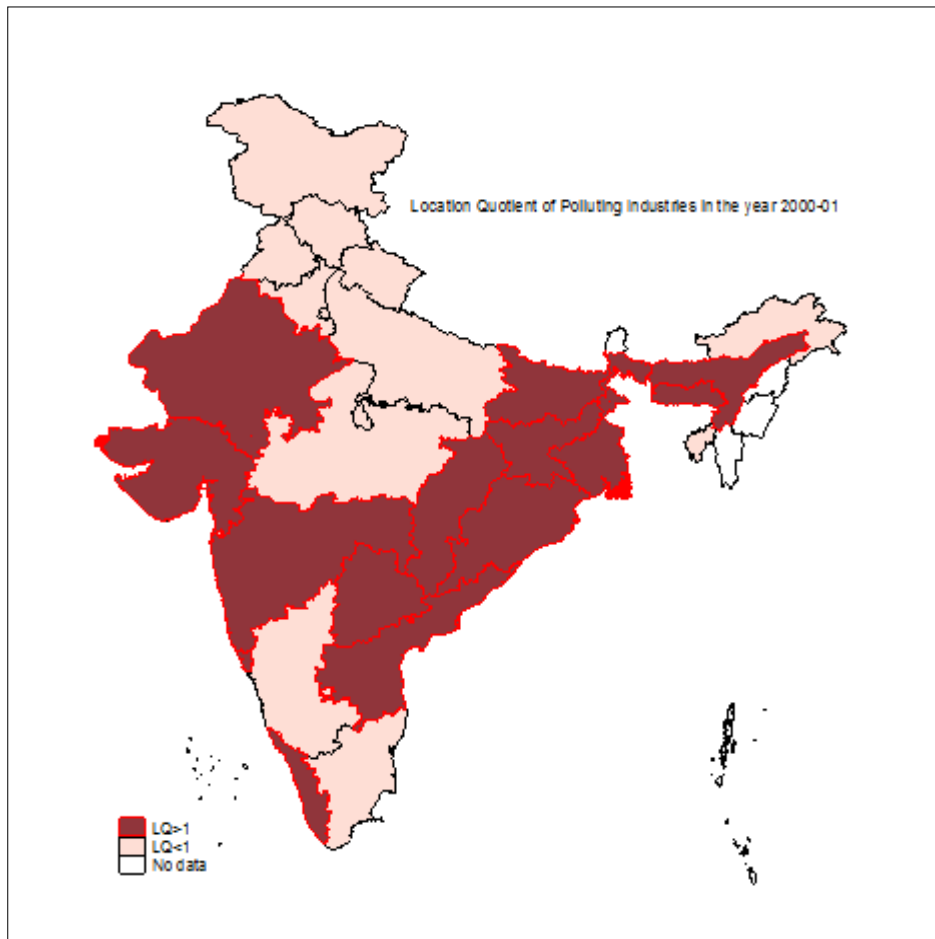 Location Quotient of Polluting Industries in the year 2000-01
LQ>1
LQ<1
No data